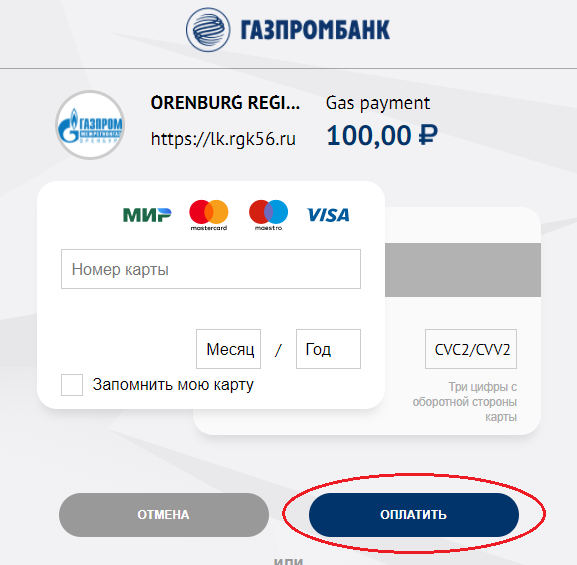 ГАЗПРОМБАНК
ORENBURG REGI...
Gas payment
https://lk.rgk56.ru
100,00 ₽
ГАЗПРОМ
МЕЖРЕГИОНГАЗ
ОРЕНБУРГ
МИР
mastercard
maestro
VISA
Номер карты
Месяц / Год
CVC2/CVV2
Запомнить мою карту
Три цифры с
оборотной стороны
карты
ОТМЕНА
ОПЛАТИТЬ
или